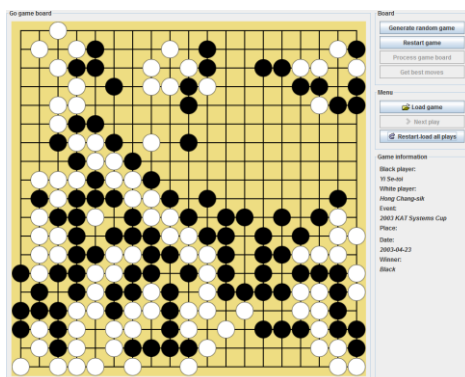 Go game board
Board
Generate random game
Restart game
Process game board
Get best moves
Menu
Load game
Next play
Restart-load all plays
Game information
Black player:
Yi Se-tol
White player:
Hong Chang-sik
Event:
2003 KAT Systems Cup
Place:
Date:
2003-04-23
Winner:
Black